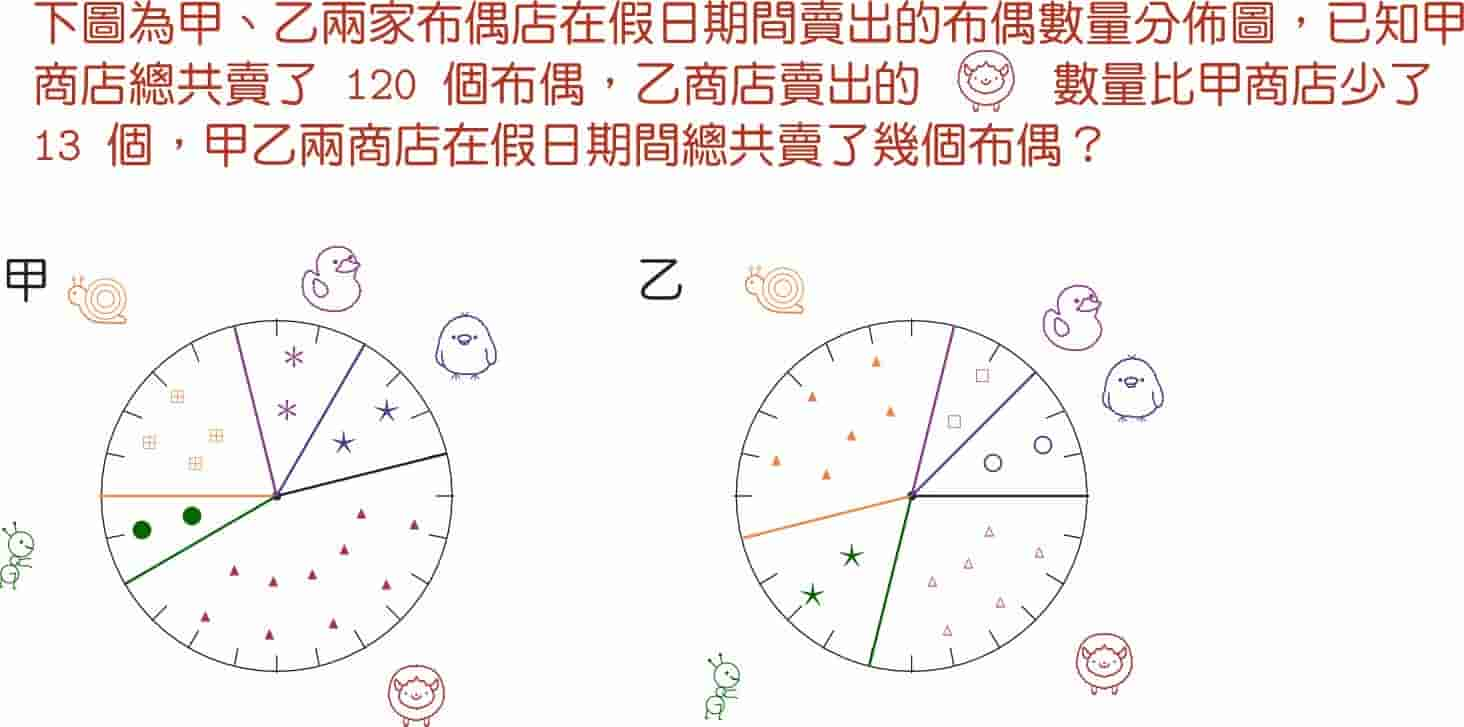 下圖為甲、乙兩家布偶店在假日期間賣出的布偶數量分佈圖，已知甲
商店總共賣了 120 個布偶，乙商店賣出的 數量比甲商店少了
13 個，甲乙兩商店在假日期間總共賣了幾個布偶？
甲
乙